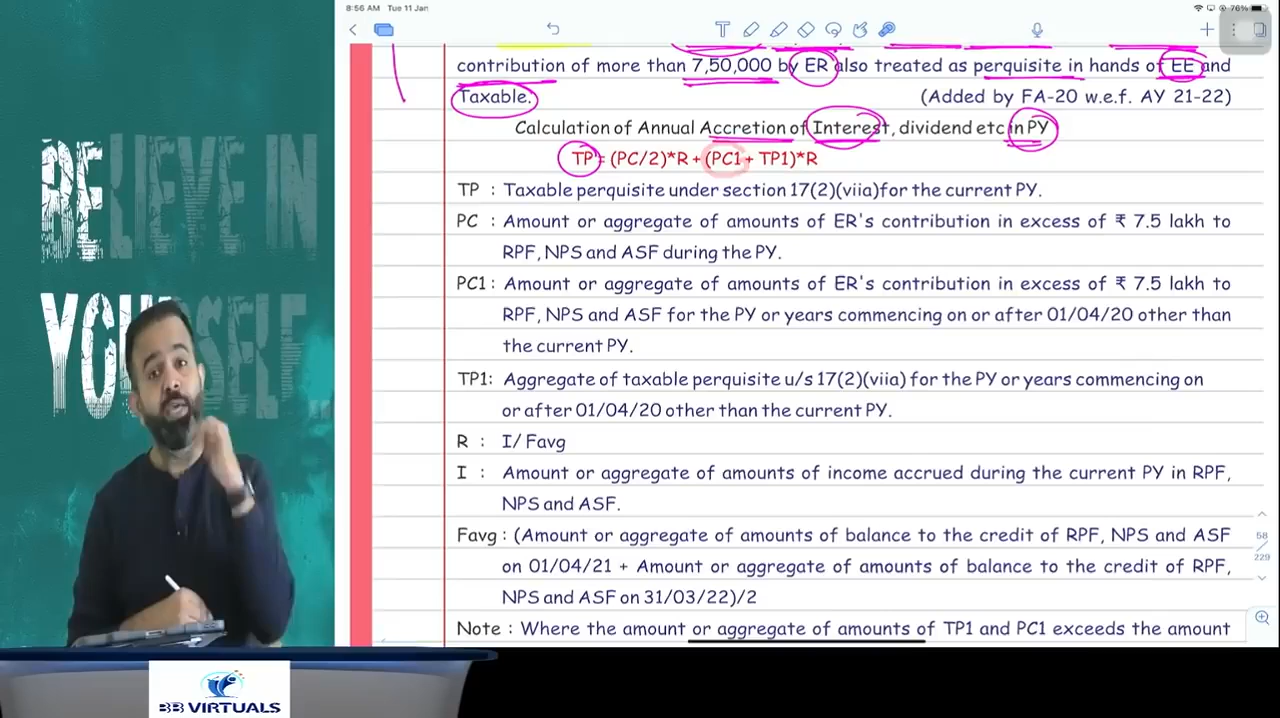 8:56 AM Tue 11 Jan
76%
contribution of more than 7,50,000 by ER also treated as perquisite in hands of EE and
Taxable. (Added by FA-20 w.e.f. AY 21-22)
Calculation of Annual Accretion of Interest, dividend etc in PY
TP = (PC/2)*R + (PC1 + TP1)*R
TP : Taxable perquisite under section 17(2)(viia)for the current PY.
PC : Amount or aggregate of amounts of ER's contribution in excess of ₹ 7.5 lakh to
RPF, NPS and ASF during the PY.
PC1 : Amount or aggregate of amounts of ER's contribution in excess of ₹ 7.5 lakh to
RPF, NPS and ASF for the PY or years commencing on or after 01/04/20 other than
the current PY.
TP1: Aggregate of taxable perquisite u/s 17(2)(viia) for the PY or years commencing on
or after 01/04/20 other than the current PY.
R : I/ Favg
I : Amount or aggregate of amounts of income accrued during the current PY in RPF,
NPS and ASF.
Favg : (Amount or aggregate of amounts of balance to the credit of RPF, NPS and ASF
on 01/04/21 + Amount or aggregate of amounts of balance to the credit of RPF,
NPS and ASF on 31/03/22)/2
Note : Where the amount or aggregate of amounts of TP1 and PC1 exceeds the amount
58
229
BELIEVE IN
YOURSELF...
BB VIRTUALS